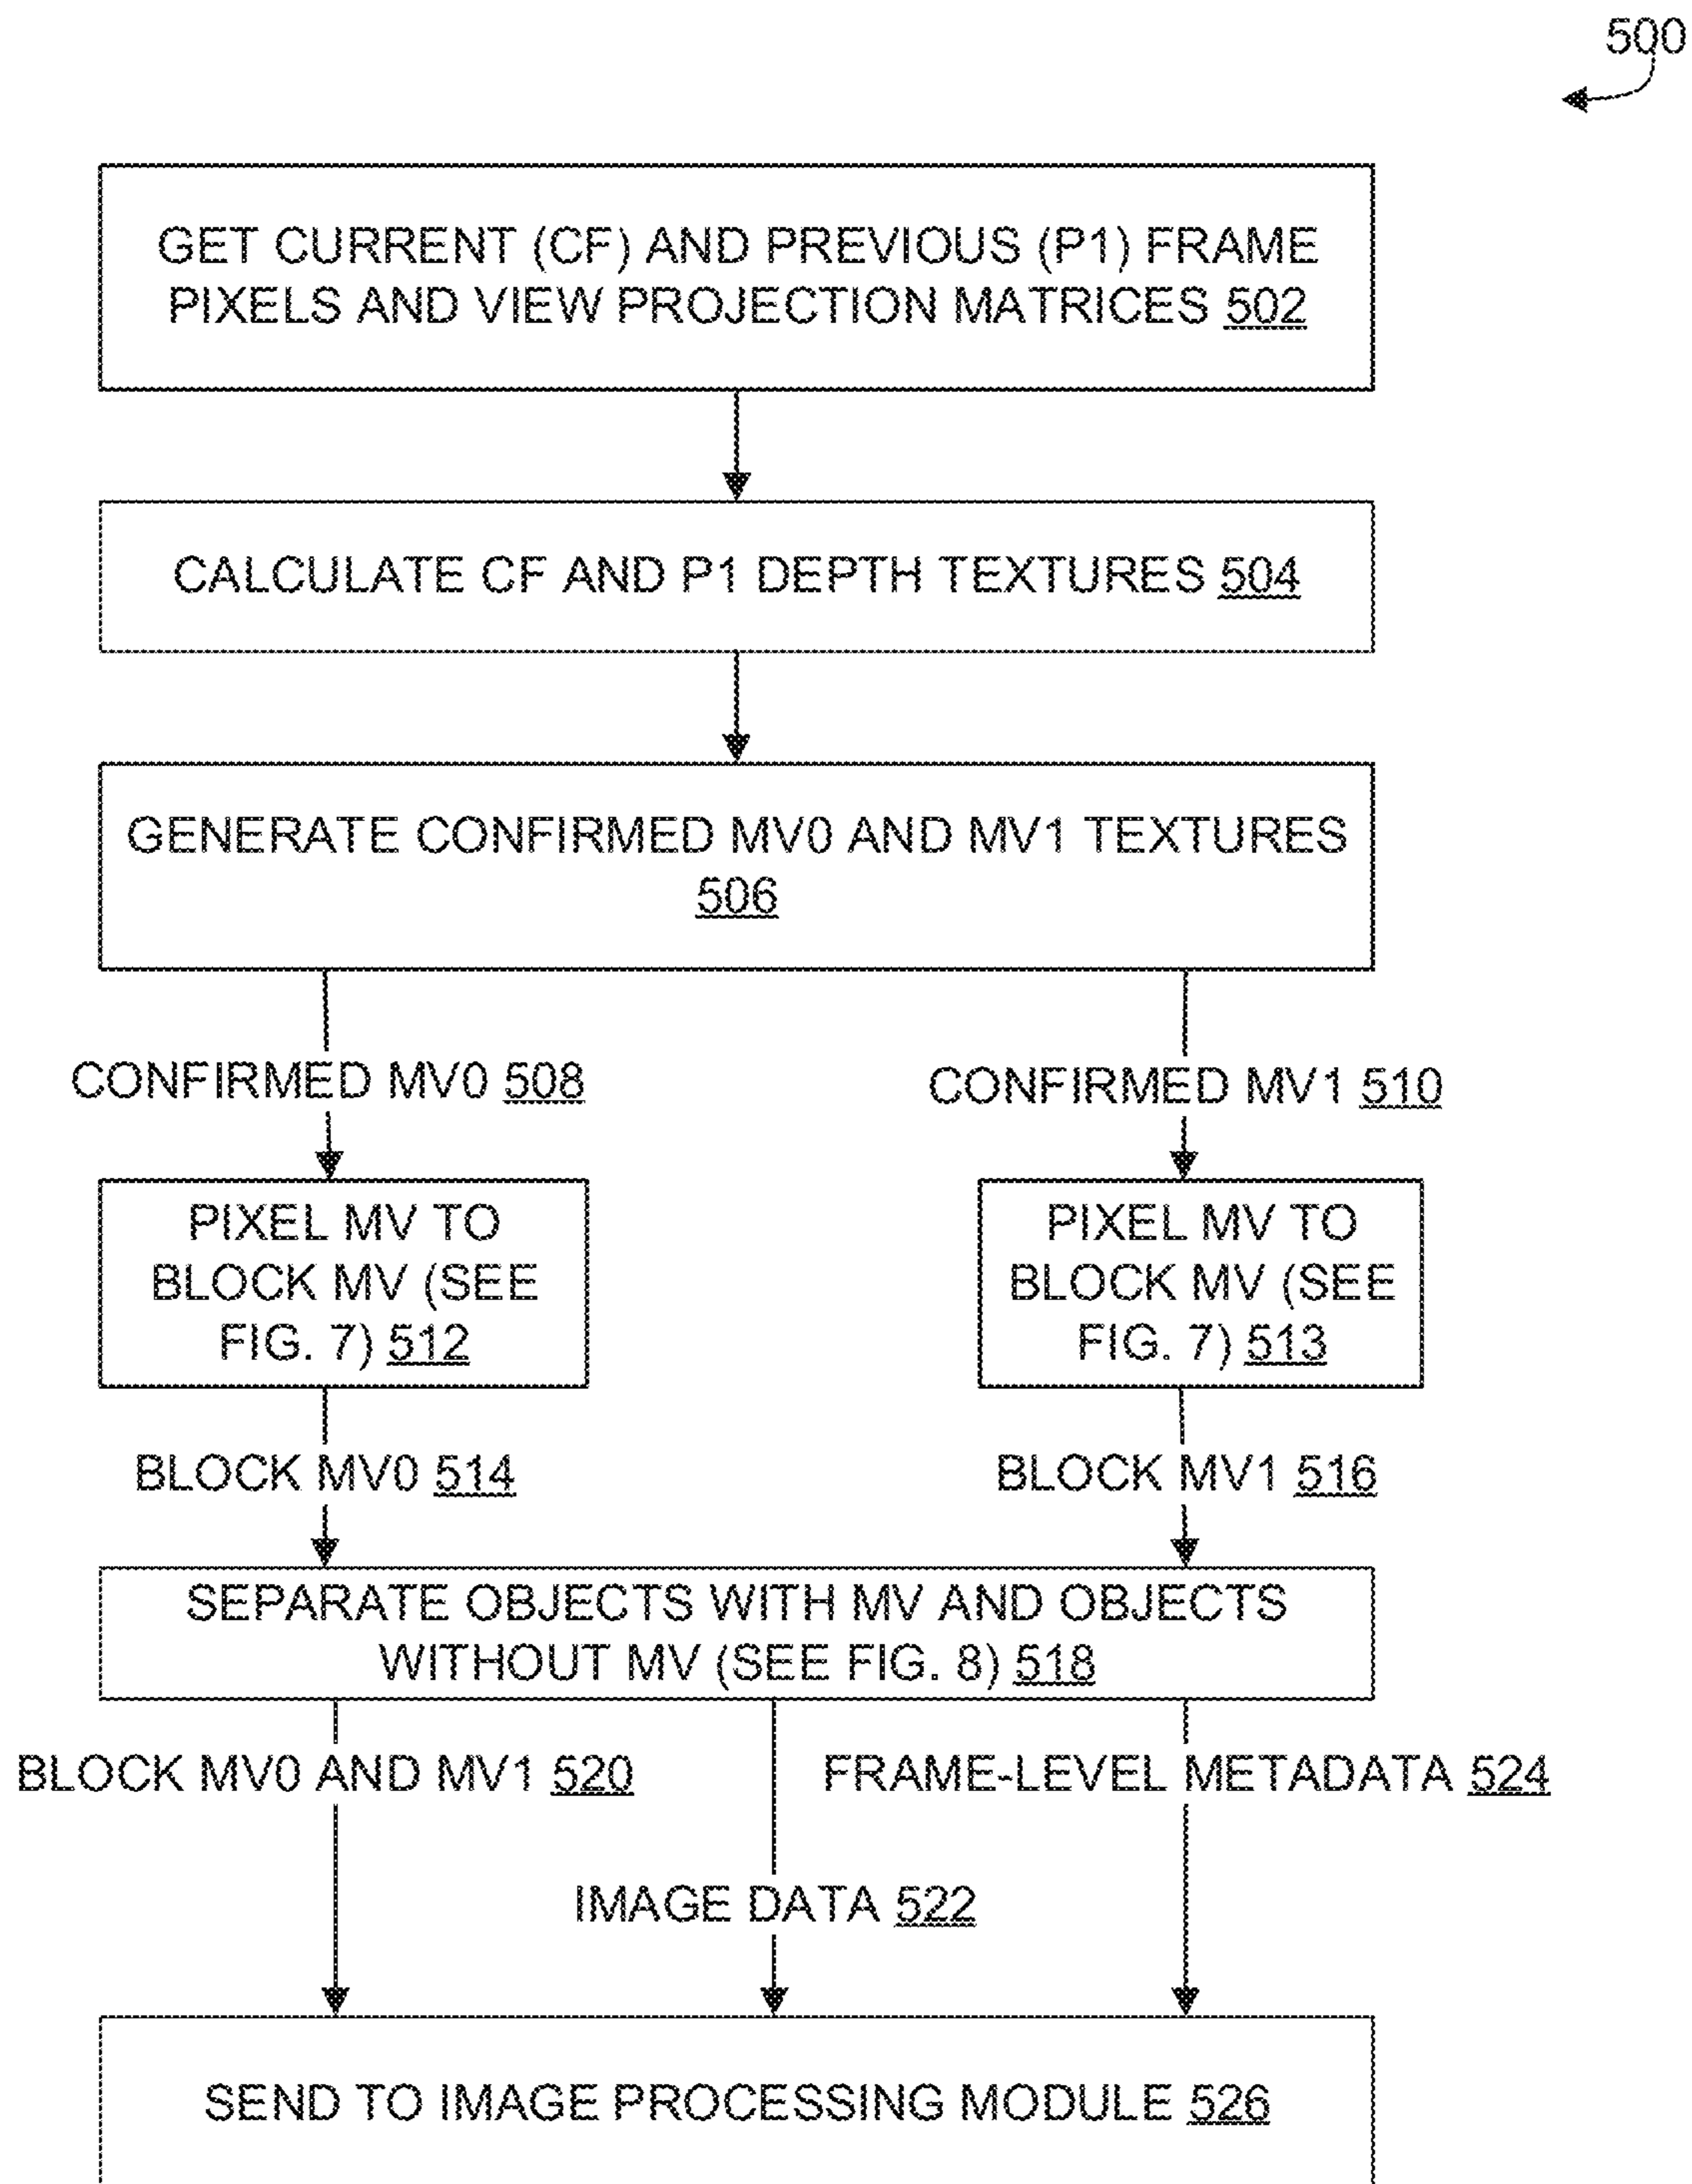 500
GET CURRENT (CF) AND PREVIOUS (P1) FRAME
PIXELS AND VIEW PROJECTION MATRICES 502
CALCULATE CF AND P1 DEPTH TEXTURES 504
GENERATE CONFIRMED MV0 AND MV1 TEXTURES
506
CONFIRMED MV0 508
CONFIRMED MV1 510
PIXEL MV TO
BLOCK MV (SEE
FIG. 7) 512
PIXEL MV TO
BLOCK MV (SEE
FIG. 7) 513
BLOCK MV0 514
BLOCK MV1 516
SEPARATE OBJECTS WITH MV AND OBJECTS
WITHOUT MV (SEE FIG. 8) 518
BLOCK MV0 AND MV1 520
FRAME-LEVEL METADATA 524
IMAGE DATA 522
SEND TO IMAGE PROCESSING MODULE 526